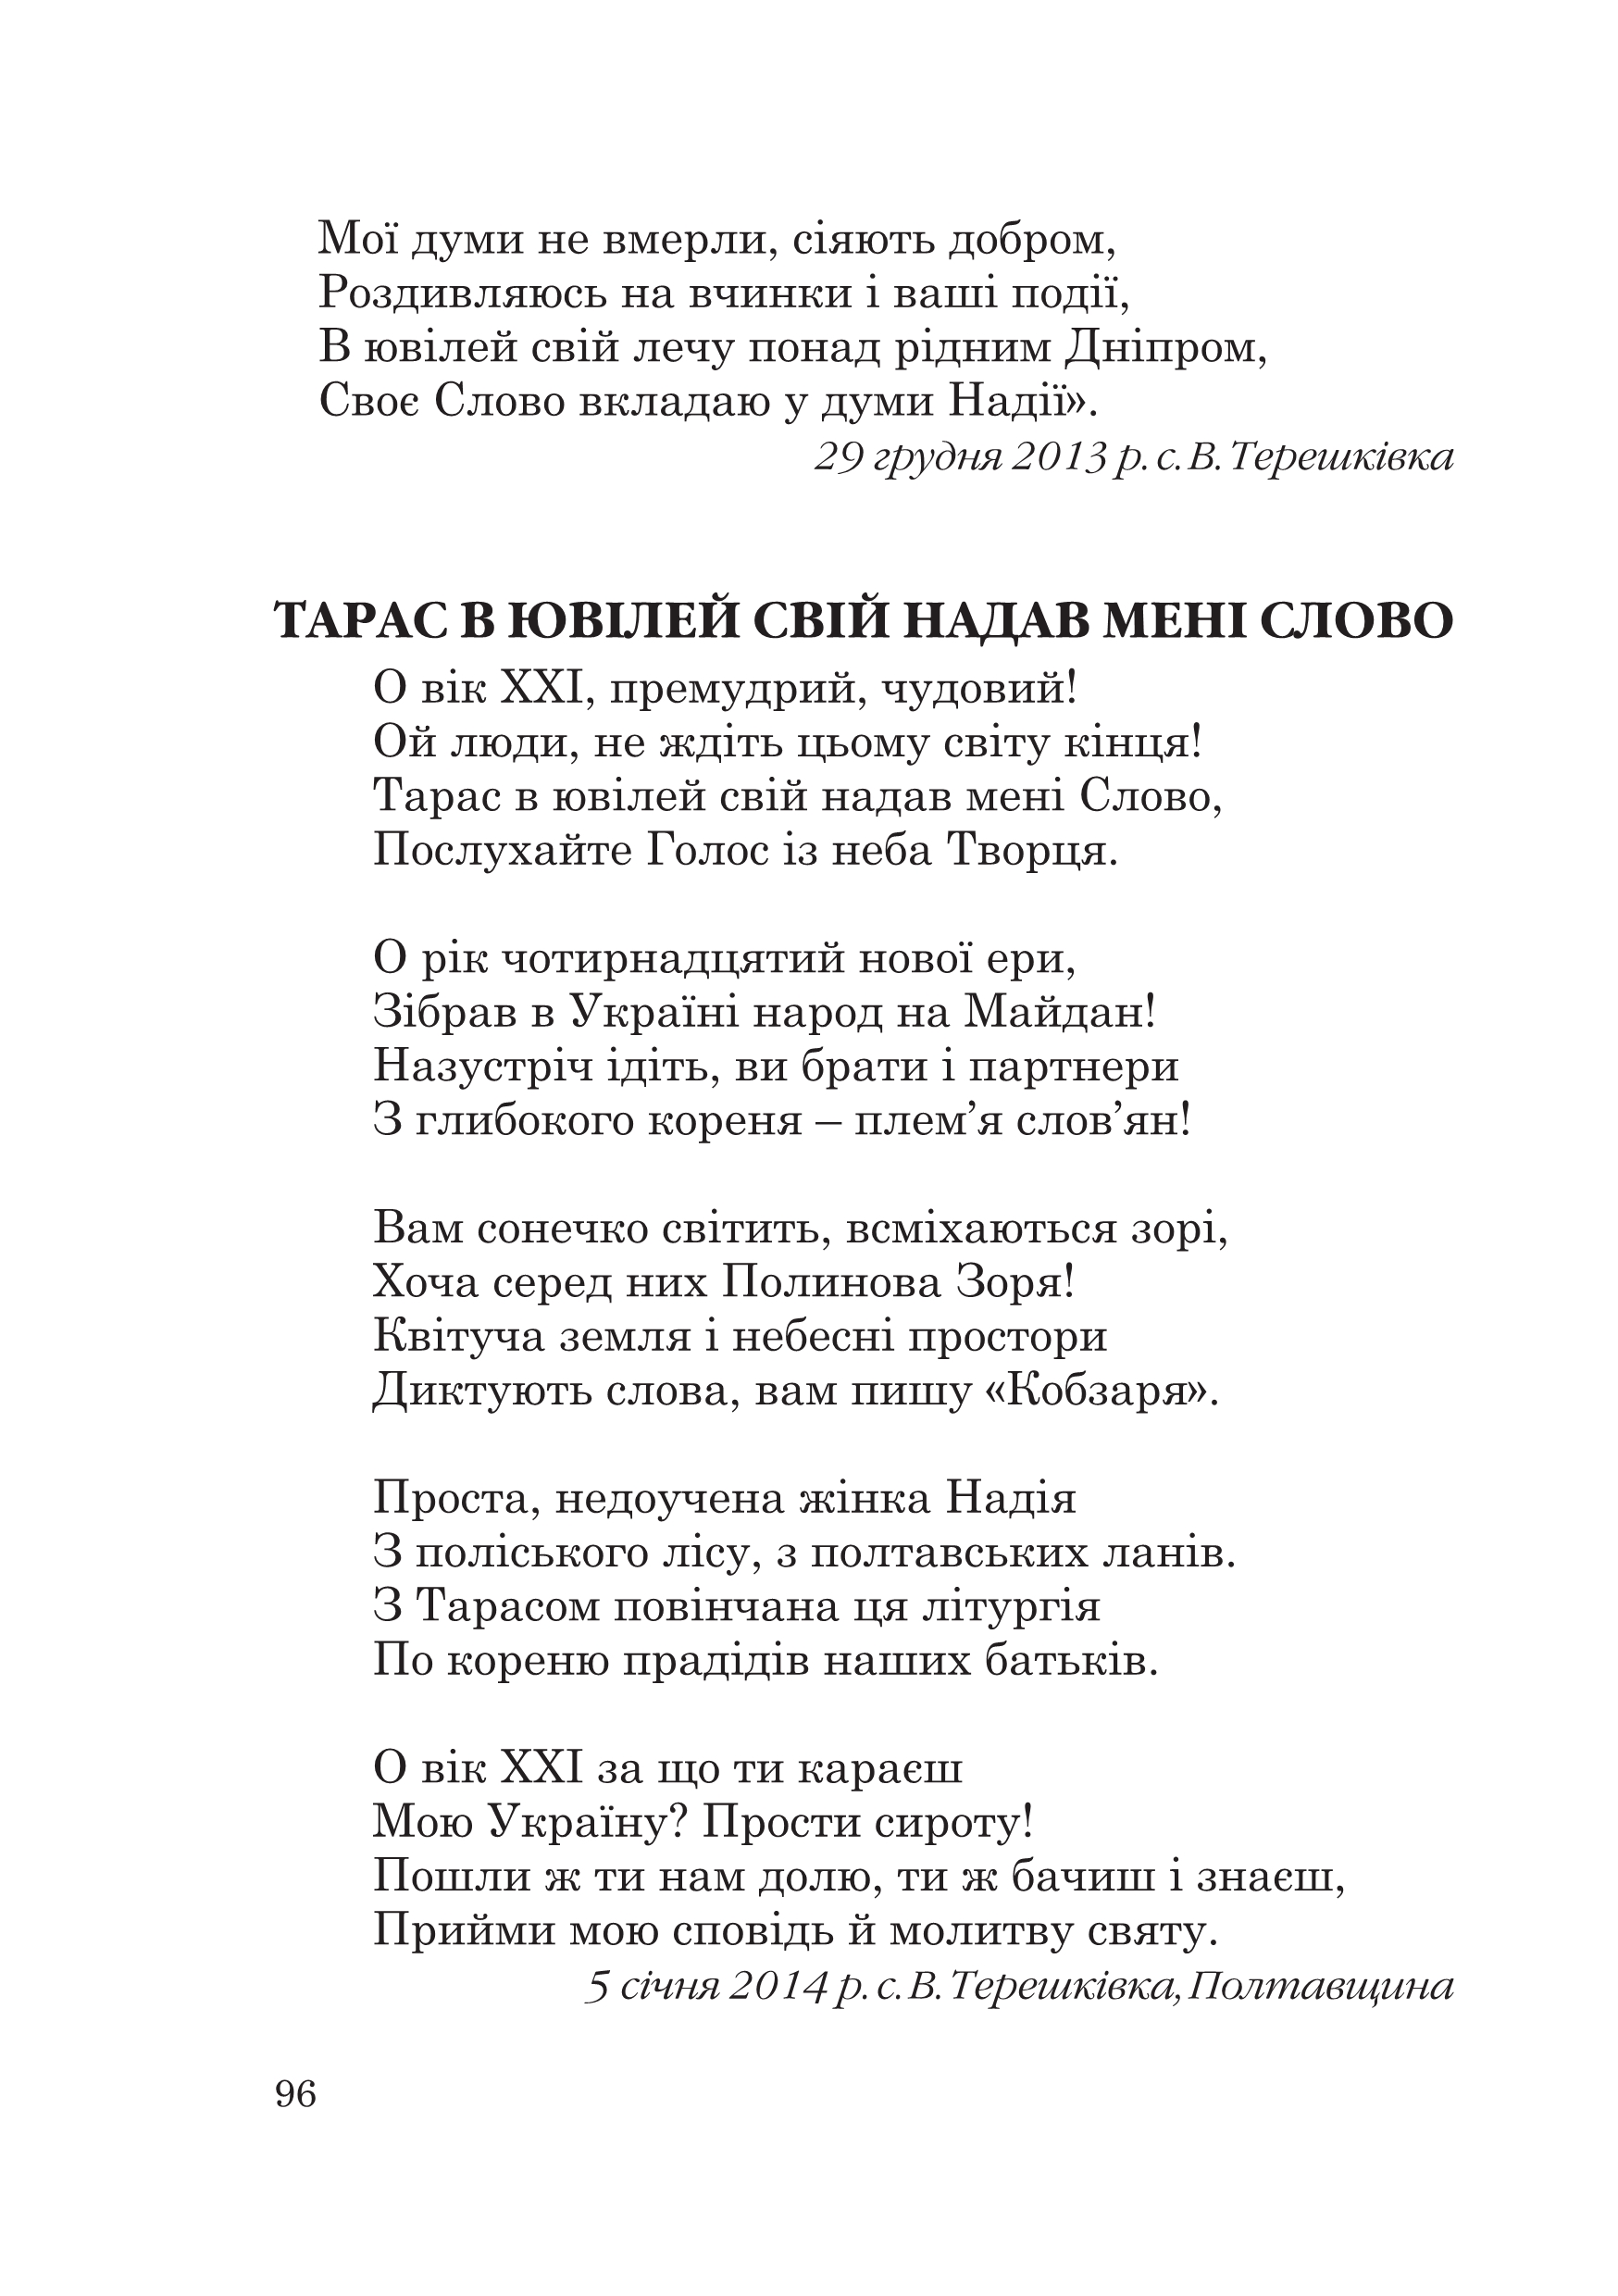 Мої думи не вмерли, сіяють добром,
Роздивляюсь на вчинки і ваші події,
В ювілей свій лечу понад рідним Дніпром,
Своє Слово вкладаю у думи Надії».
29 грудня 2013 р. с. В. Терешківка
ТАРАС В ЮВІЛЕЙ СВІЙ НАДАВ МЕНІ СЛОВО
О вік XXI, премудрий, чудовий!
Ой люди, не ждіть цьому світу кінця!
Тарас в ювілей свій надав мені Слово,
Послухайте Голос із неба Творця.
О рік чотирнадцятий нової ери,
Зібрав в Україні народ на Майдан!
Назустріч ідіть, ви брати і партнери
З глибокого кореня – плем’я слов’ян!
Вам сонечко світить, всміхаються зорі,
Хоча серед них Полинова Зоря!
Квітуча земля і небесні простори
Диктують слова, вам пишу «Кобзаря».
Проста, недоучена жінка Надія
З поліського лісу, з полтавських ланів.
З Тарасом повінчана ця літургія
По кореню прадідів наших батьків.
О вік XXI за що ти караєш
Мою Україну? Прости сироту!
Пошли ж ти нам долю, ти ж бачиш і знаєш,
Прийми мою сповідь й молитву святу.
5 січня 2014 р. с. В. Терешківка, Полтавщина
96